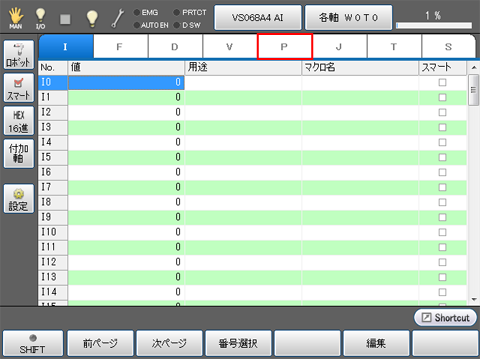 MAN
I/O
EMG
PRTCT
AUTO EN
D SW
VS068A4 AI
各軸 W0T0
1 %
ロボット
スマート
HEX
16進
付加
軸
設定
I F D V P J T S
No. 値 用途 マクロ名 スマート
I0 0
I1 0
I2 0
I3 0
I4 0
I5 0
I6 0
I7 0
I8 0
I9 0
I10 0
I11 0
I12 0
I13 0
I14 0
Shortcut
SHIFT 前ページ 次ページ 番号選択 編集